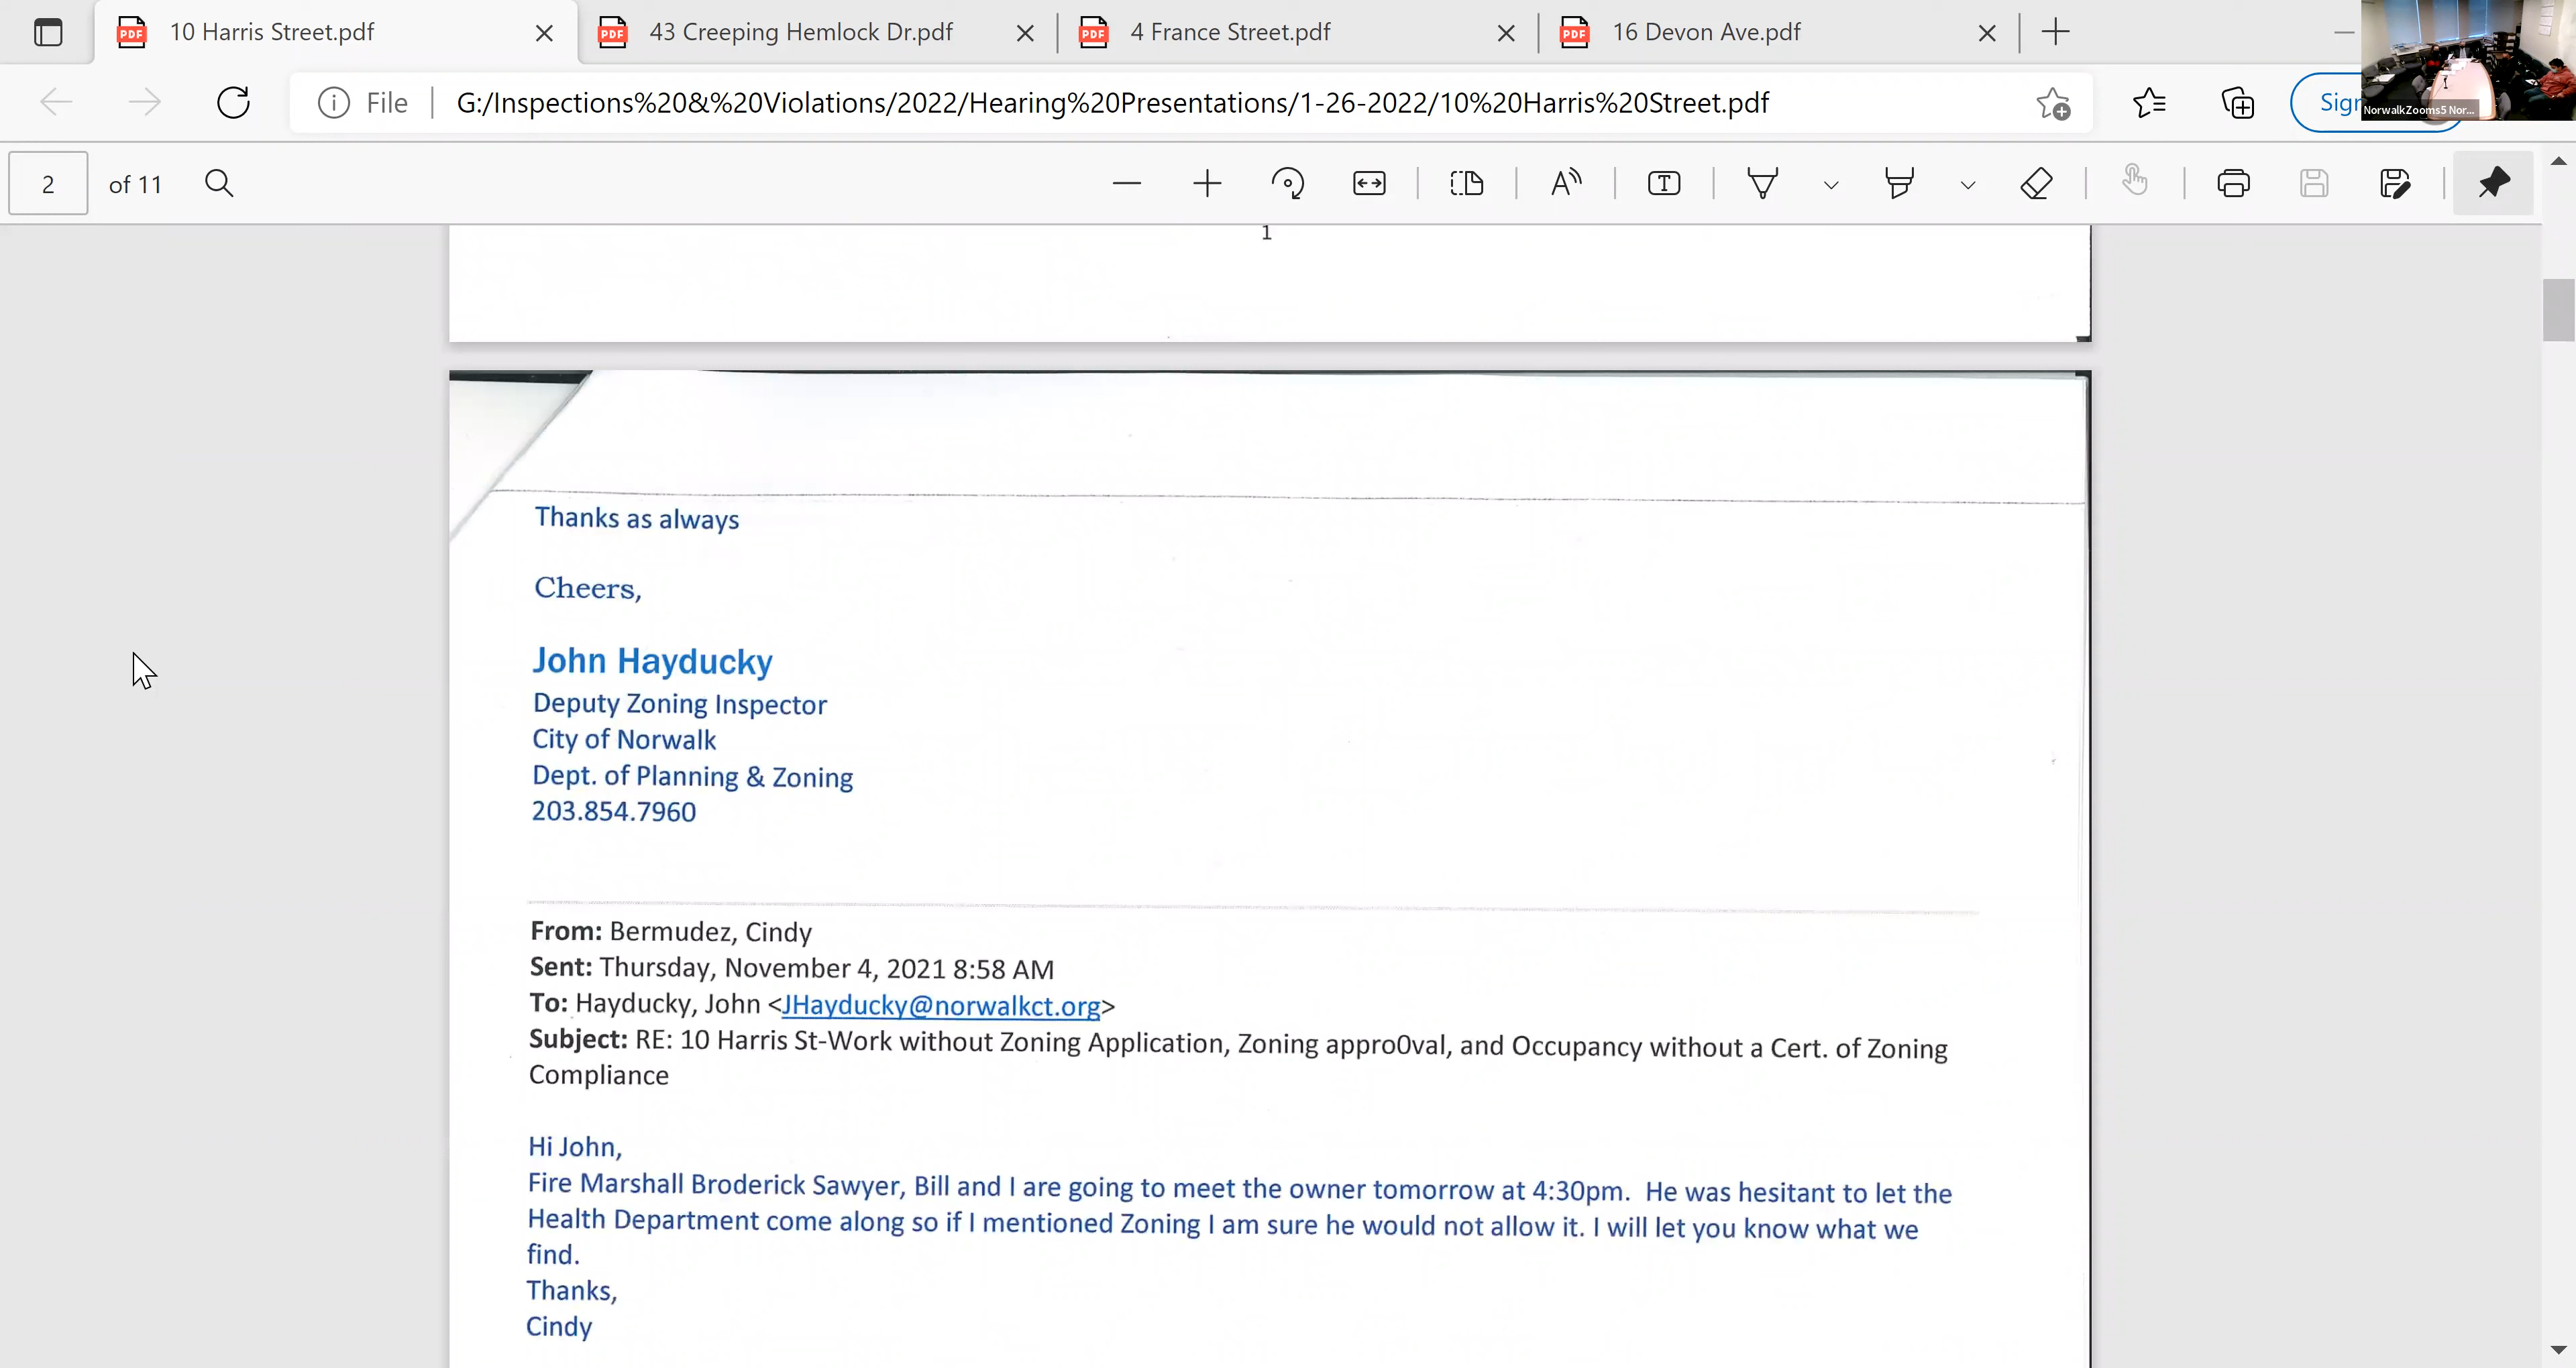 10 Harris Street.pdf
43 Creeping Hemlock Dr.pdf
4 France Street.pdf
16 Devon Ave.pdf
File
G:/Inspections%20&%20Violations/2022/Hearing%20Presentations/1-26-2022/10%20Harris%20Street.pdf
NorwalkZooms5 Nor...
2
of 11
1
Thanks as always
Cheers,
John Hayducky
Deputy Zoning Inspector
City of Norwalk
Dept. of Planning & Zoning
203.854.7960
From: Bermudez, Cindy
Sent: Thursday, November 4, 2021 8:58 AM
To: Hayducky, John <JHayducky@norwalkct.org>
Subject: RE: 10 Harris St-Work without Zoning Application, Zoning appro0val, and Occupancy without a Cert. of Zoning
Compliance
Hi John,
Fire Marshall Broderick Sawyer, Bill and I are going to meet the owner tomorrow at 4:30pm.  He was hesitant to let the
Health Department come along so if I mentioned Zoning I am sure he would not allow it. I will let you know what we
find.
Thanks,
Cindy